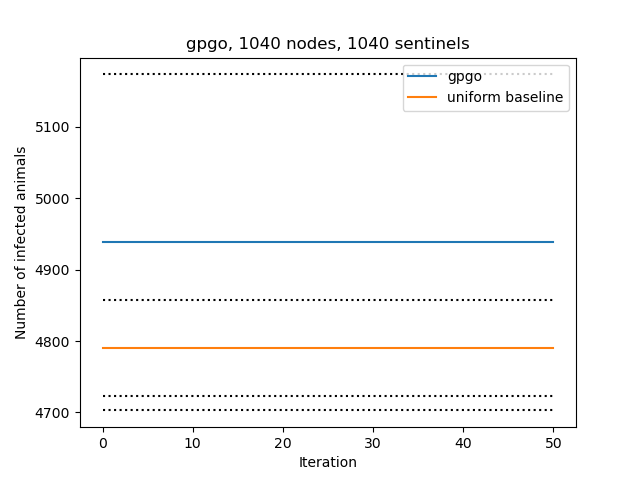 gpgo, 1040 nodes, 1040 sentinels
gpgo
uniform baseline
5100
5000
4900
4800
4700
Number of infected animals
0 10 20 30 40 50
Iteration